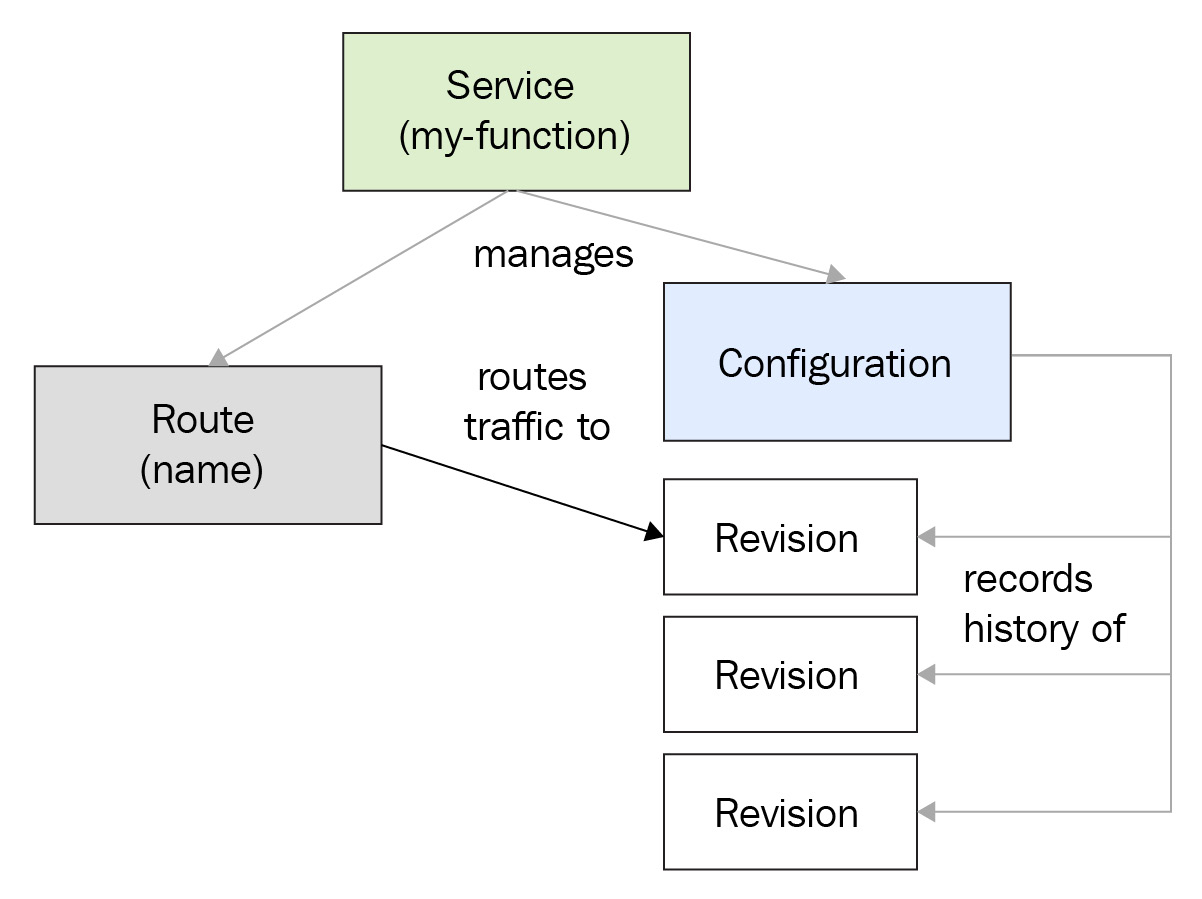 Service
(my-function)
manages
Configuration
routes
traffic to
Route
(name)
Revision
records
history of
Revision
Revision